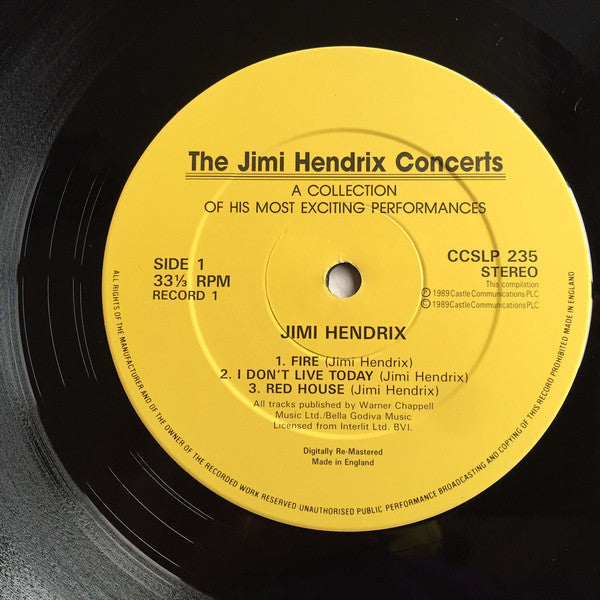 The Jimi Hendrix Concerts
A COLLECTION
OF HIS MOST EXCITING PERFORMANCES
SIDE 1
33⅓ RPM
RECORD 1
CCSLP 235
STEREO
This compilation
Ⓟ 1989 Castle Communications PLC
© 1989 Castle Communications PLC
JIMI HENDRIX
1. FIRE (Jimi Hendrix)
2. I DON'T LIVE TODAY (Jimi Hendrix)
3. RED HOUSE (Jimi Hendrix)
All tracks published by Warner Chappell
Music Ltd./Bella Godiva Music
Licensed from Interlit Ltd. BVI.
Digitally Re-Mastered
Made in England
ALL RIGHTS OF THE MANUFACTURER AND OF THE OWNER OF THE RECORDED WORK RESERVED UNAUTHORISED PUBLIC PERFORMANCE BROADCASTING AND COPYING OF THIS RECORD PROHIBITED MADE IN ENGLAND